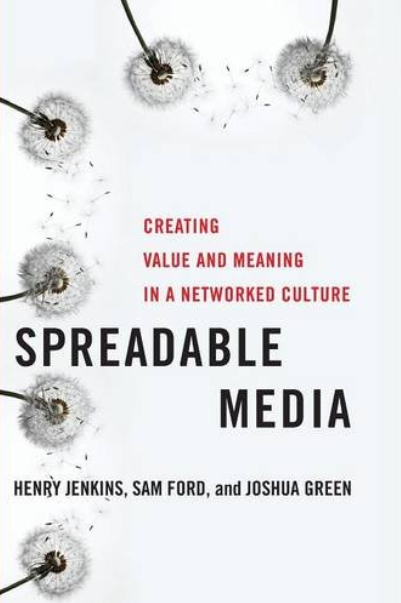 CREATING
VALUE AND MEANING
IN A NETWORKED CULTURE
SPREADABLE
MEDIA
HENRY JENKINS, SAM FORD, and JOSHUA GREEN